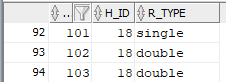 .. H_ID R_TYPE
92 101 18 single
93 102 18 double
94 103 18 double